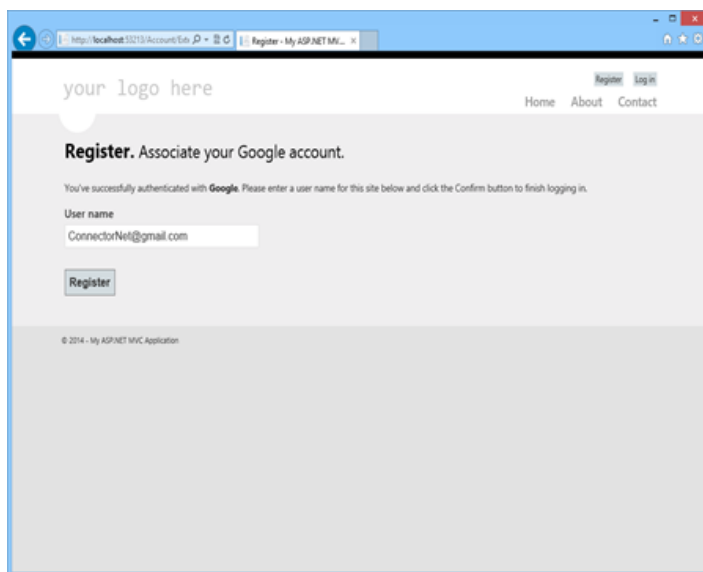 http://localhost:53213/Account/Exte
Register - My ASP.NET MV...
your logo here
Register Log in
Home About Contact
Register. Associate your Google account.
You've successfully authenticated with Google. Please enter a user name for this site below and click the Confirm button to finish logging in.
User name
ConnectorNet@gmail.com
Register
© 2014 - My ASP.NET MVC Application